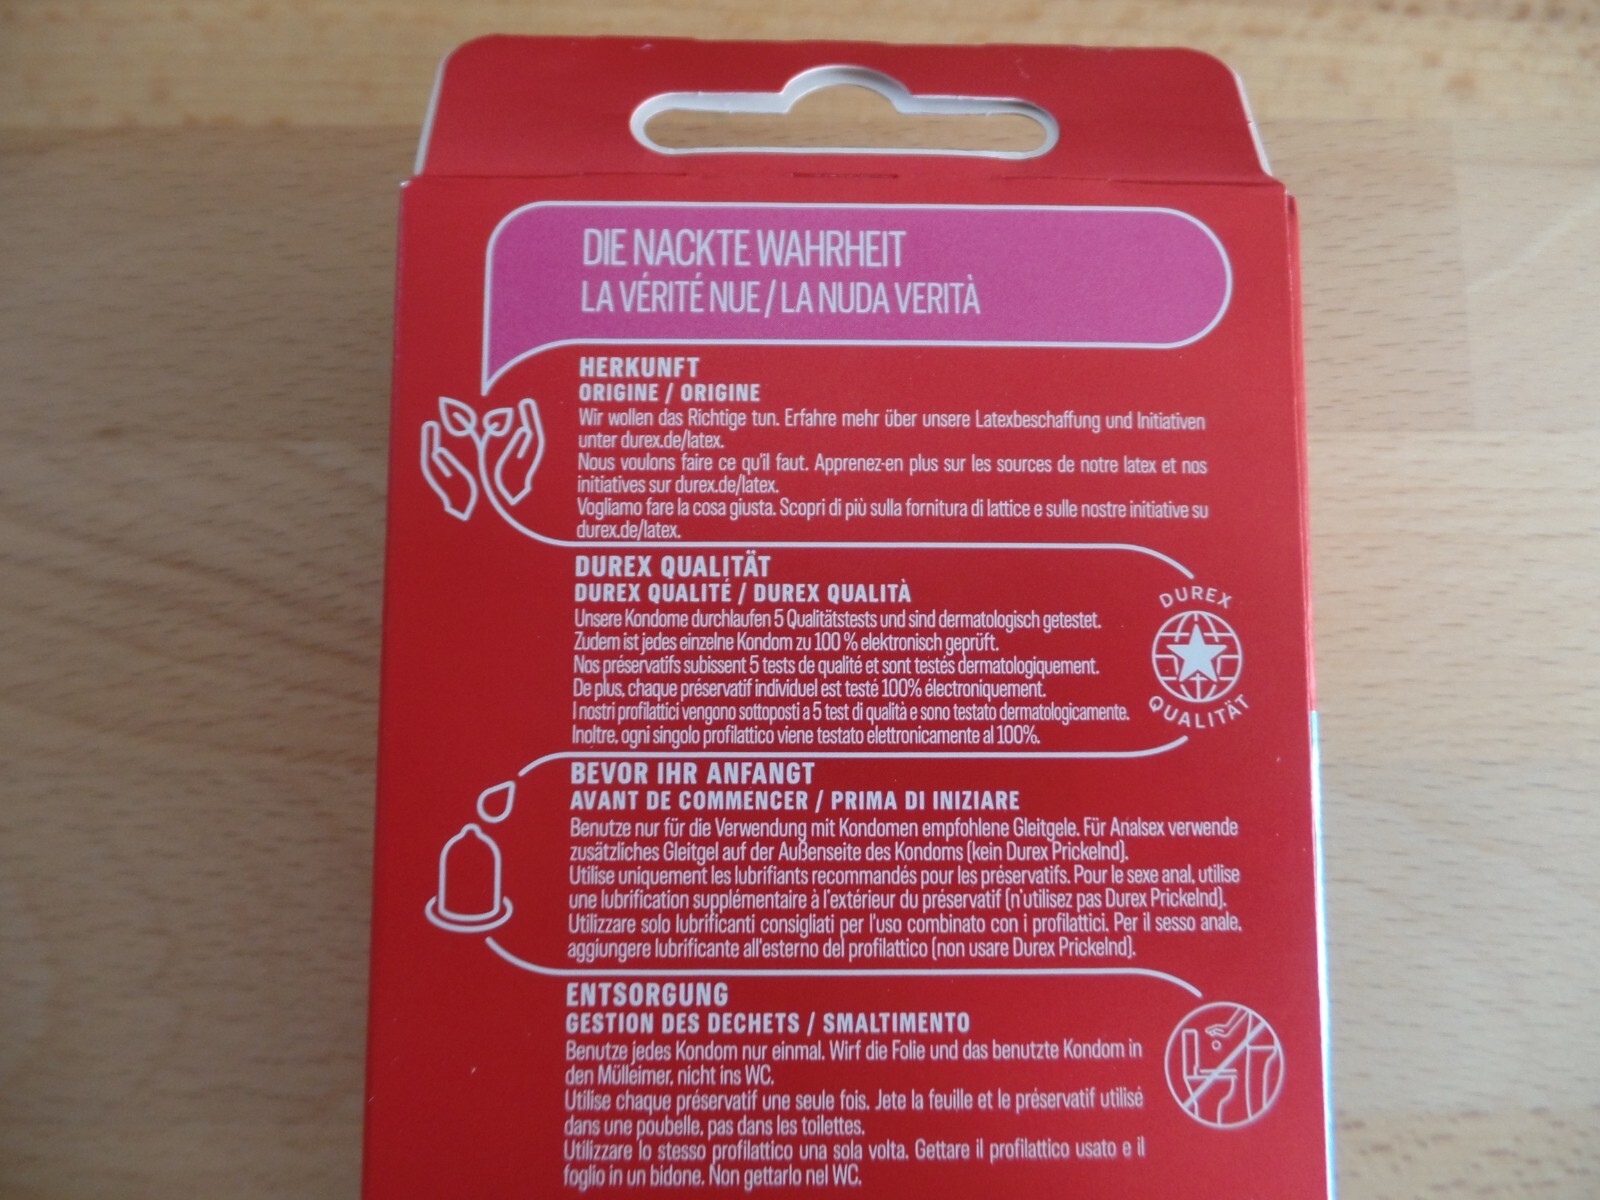 DIE NACKTE WAHRHEIT
LA VÉRITÉ NUE / LA NUDA VERITÀ
HERKUNFT
ORIGINE / ORIGINE
Wir wollen das Richtige tun. Erfahre mehr über unsere Latexbeschaffung und Initiativen
unter durex.de/latex.
Nous voulons faire ce qu'il faut. Apprenez-en plus sur les sources de notre latex et nos
initiatives sur durex.de/latex.
Vogliamo fare la cosa giusta. Scopri di più sulla fornitura di lattice e sulle nostre iniziative su
durex.de/latex.
DUREX QUALITÄT
DUREX QUALITÉ / DUREX QUALITÀ
Unsere Kondome durchlaufen 5 Qualitätstests und sind dermatologisch getestet.
Zudem ist jedes einzelne Kondom zu 100 % elektronisch geprüft.
Nos préservatifs subissent 5 tests de qualité et sont testés dermatologiquement.
De plus, chaque préservatif individuel est testé 100% électroniquement.
I nostri profilattici vengono sottoposti a 5 test di qualità e sono testato dermatologicamente.
Inoltre, ogni singolo profilattico viene testato elettronicamente al 100%.
DUREX
QUALITÄT
BEVOR IHR ANFANGT
AVANT DE COMMENCER / PRIMA DI INIZIARE
Benutze nur für die Verwendung mit Kondomen empfohlene Gleitgele. Für Analsex verwende
zusätzliches Gleitgel auf der Außenseite des Kondoms (kein Durex Prickelnd).
Utilise uniquement les lubrifiants recommandés pour les préservatifs. Pour le sexe anal, utilise
une lubrification supplémentaire à l'extérieur du préservatif (n'utilisez pas Durex Prickelnd).
Utilizzare solo lubrificanti consigliati per l'uso combinato con i profilattici. Per il sesso anale,
aggiungere lubrificante all'esterno del profilattico (non usare Durex Prickelnd).
ENTSORGUNG
GESTION DES DECHETS / SMALTIMENTO
Benutze jedes Kondom nur einmal. Wirf die Folie und das benutzte Kondom in
den Mülleimer, nicht ins WC.
Utilise chaque préservatif une seule fois. Jete la feuille et le préservatif utilisé
dans une poubelle, pas dans les toilettes.
Utilizzare lo stesso profilattico una sola volta. Gettare il profilattico usato e il
foglio in un bidone. Non gettarlo nel WC.